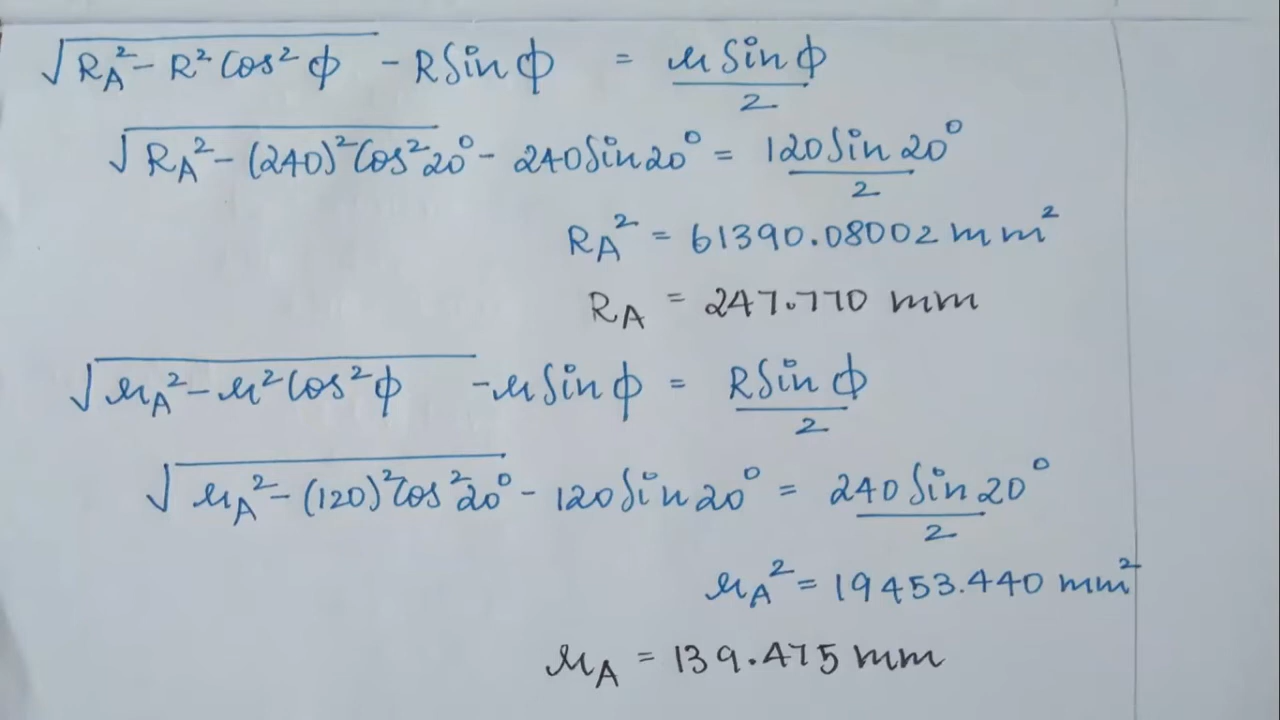 √(R_A² - R² Cos² ϕ) - R Sin ϕ = r Sin ϕ / 2
√(R_A² - (240)² Cos² 20°) - 240 Sin 20° = 120 Sin 20° / 2
R_A² = 61390.08002 mm²
R_A = 247.770 mm
√(r_A² - r² Cos² ϕ) - r Sin ϕ = R Sin ϕ / 2
√(r_A² - (120)² Cos² 20°) - 120 Sin 20° = 240 Sin 20° / 2
r_A² = 19453.440 mm²
r_A = 139.475 mm